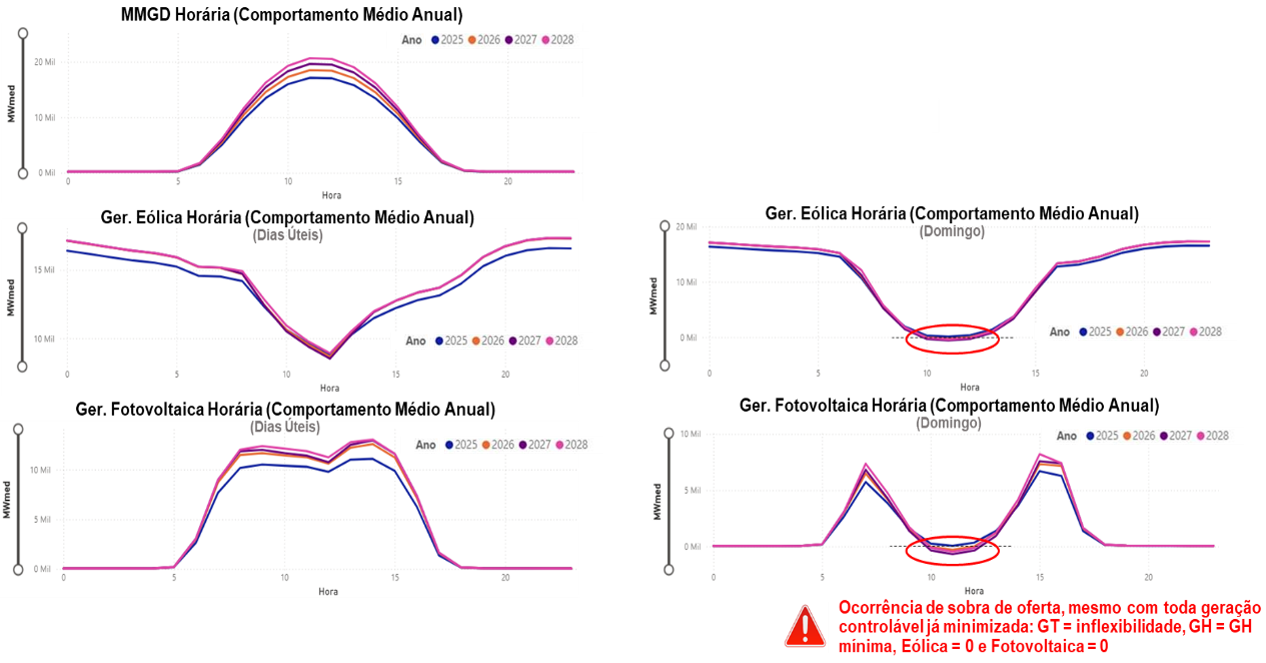 MMGD Horária (Comportamento Médio Anual)
Ano 2025 2026 2027 2028
20 Mil
10 Mil
0 Mil
MWmed
0 5 10 15 20
Hora
Ger. Eólica Horária (Comportamento Médio Anual)
(Dias Úteis)
15 Mil
10 Mil
MWmed
Ano 2025 2026 2027 2028
0 5 10 15 20
Hora
Ger. Fotovoltaica Horária (Comportamento Médio Anual)
(Dias Úteis)
Ano 2025 2026 2027 2028
10 Mil
5 Mil
0 Mil
MWmed
0 5 10 15 20
Hora
Ger. Eólica Horária (Comportamento Médio Anual)
(Domingo)
20 Mil
10 Mil
0 Mil
MWmed
Ano 2025 2026 2027 2028
0 5 10 15 20
Hora
Ger. Fotovoltaica Horária (Comportamento Médio Anual)
(Domingo)
Ano 2025 2026 2027 2028
10 Mil
5 Mil
0 Mil
MWmed
0 5 10 15 20
Hora
Ocorrência de sobra de oferta, mesmo com toda geração
controlável já minimizada: GT = inflexibilidade, GH = GH
mínima, Eólica = 0 e Fotovoltaica = 0